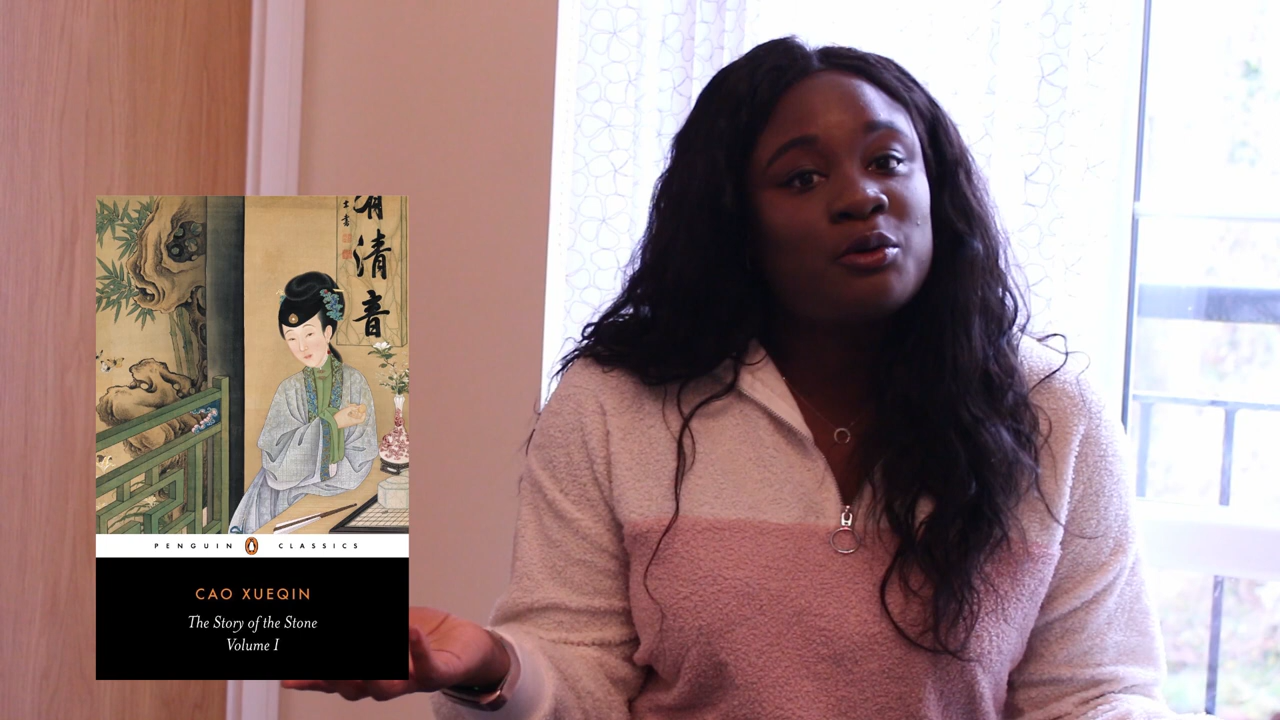 清
音
PENGUIN CLASSICS
CAO XUEQIN
The Story of the Stone
Volume I